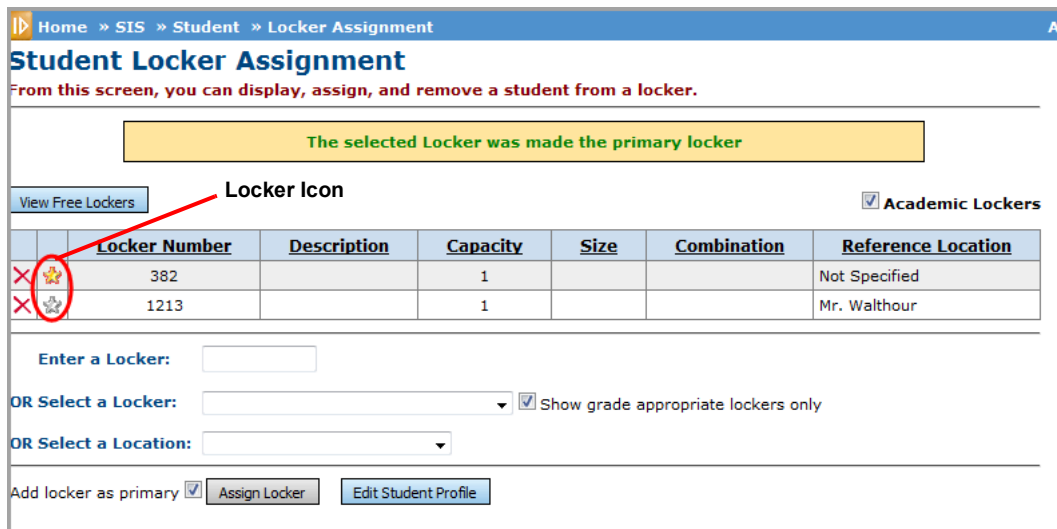 Home » SIS » Student » Locker Assignment A
Student Locker Assignment
From this screen, you can display, assign, and remove a student from a locker.
The selected Locker was made the primary locker
Locker Icon
View Free Lockers Academic Lockers
Locker Number Description Capacity Size Combination Reference Location
382 1 Not Specified
1213 1 Mr. Walthour
Enter a Locker:
OR Select a Locker: Show grade appropriate lockers only
OR Select a Location:
Add locker as primary Assign Locker Edit Student Profile